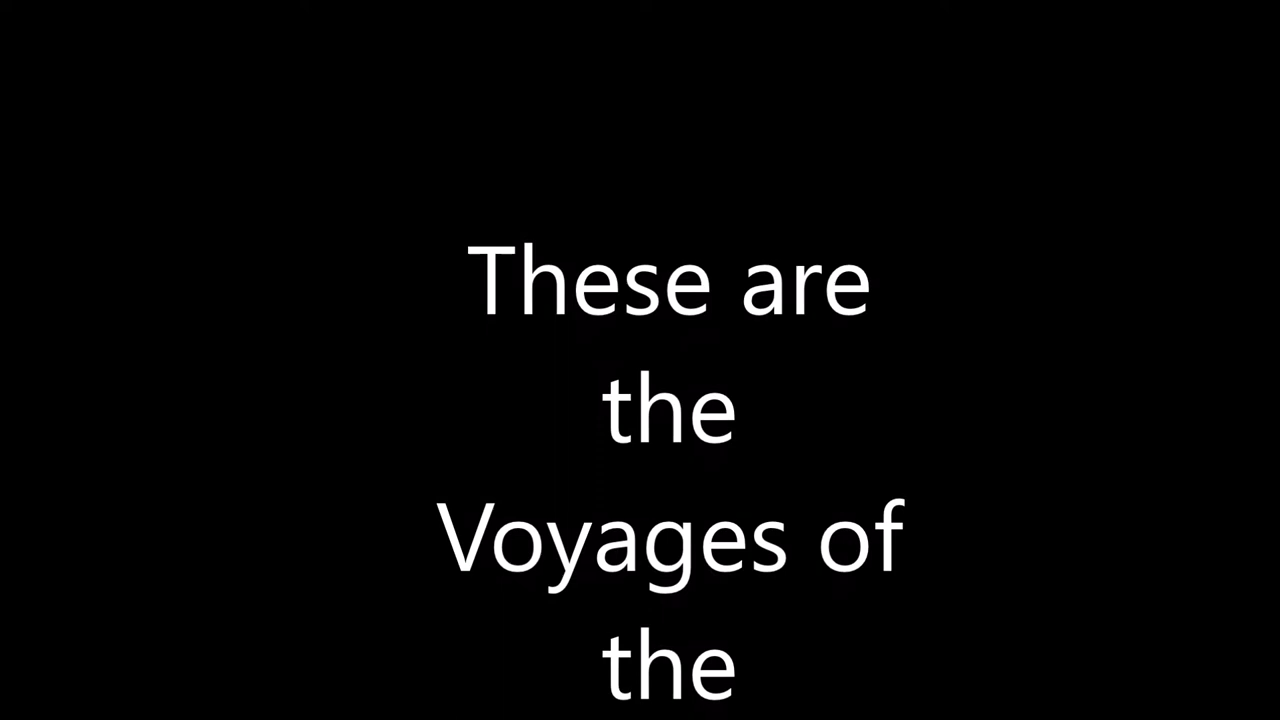 These are
the
Voyages of
the